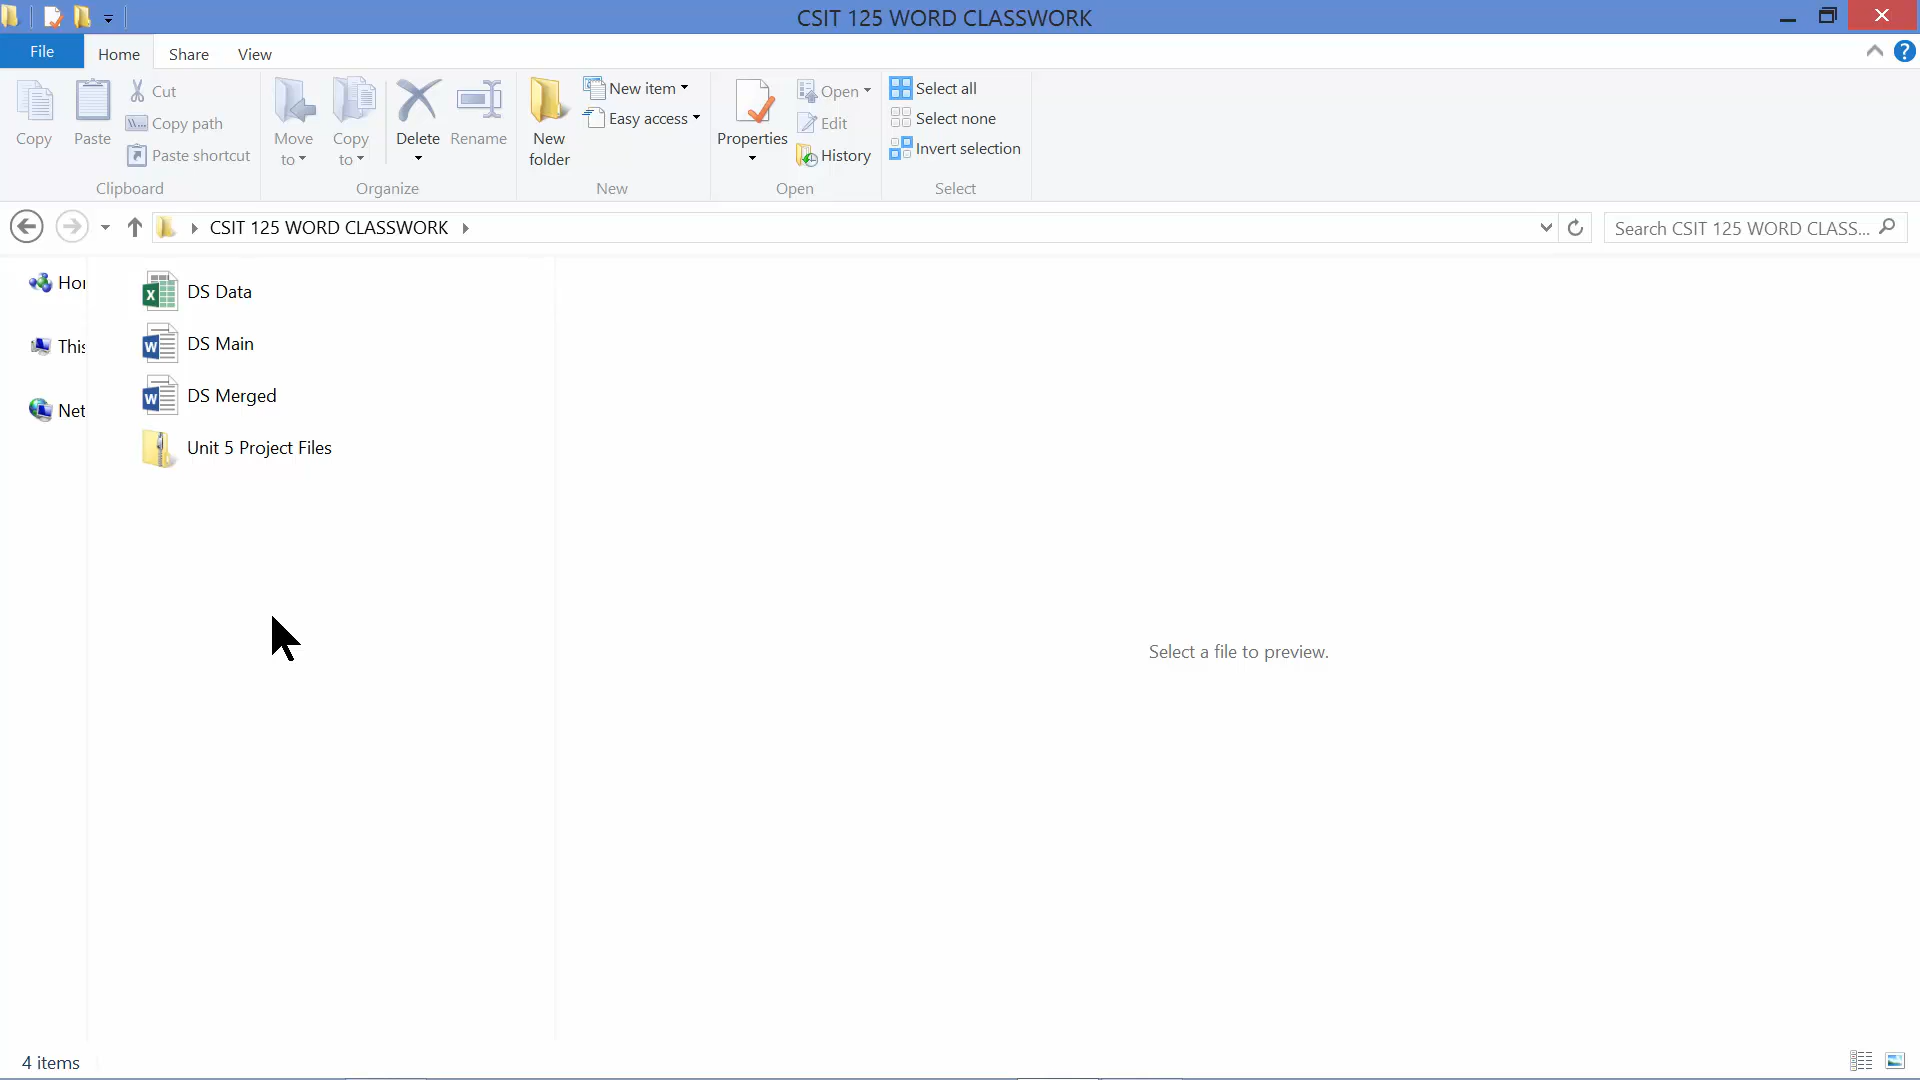 CSIT 125 WORD CLASSWORK
File Home Share View
Copy
Paste
Cut
Copy path
Paste shortcut
Clipboard
Move to
Copy to
Delete
Rename
Organize
New folder
New item
Easy access
New
Properties
Open
Edit
History
Open
Select all
Select none
Invert selection
Select
CSIT 125 WORD CLASSWORK
Search CSIT 125 WORD CLASS...
Hor
This
Net
DS Data
DS Main
DS Merged
Unit 5 Project Files
Select a file to preview.
4 items